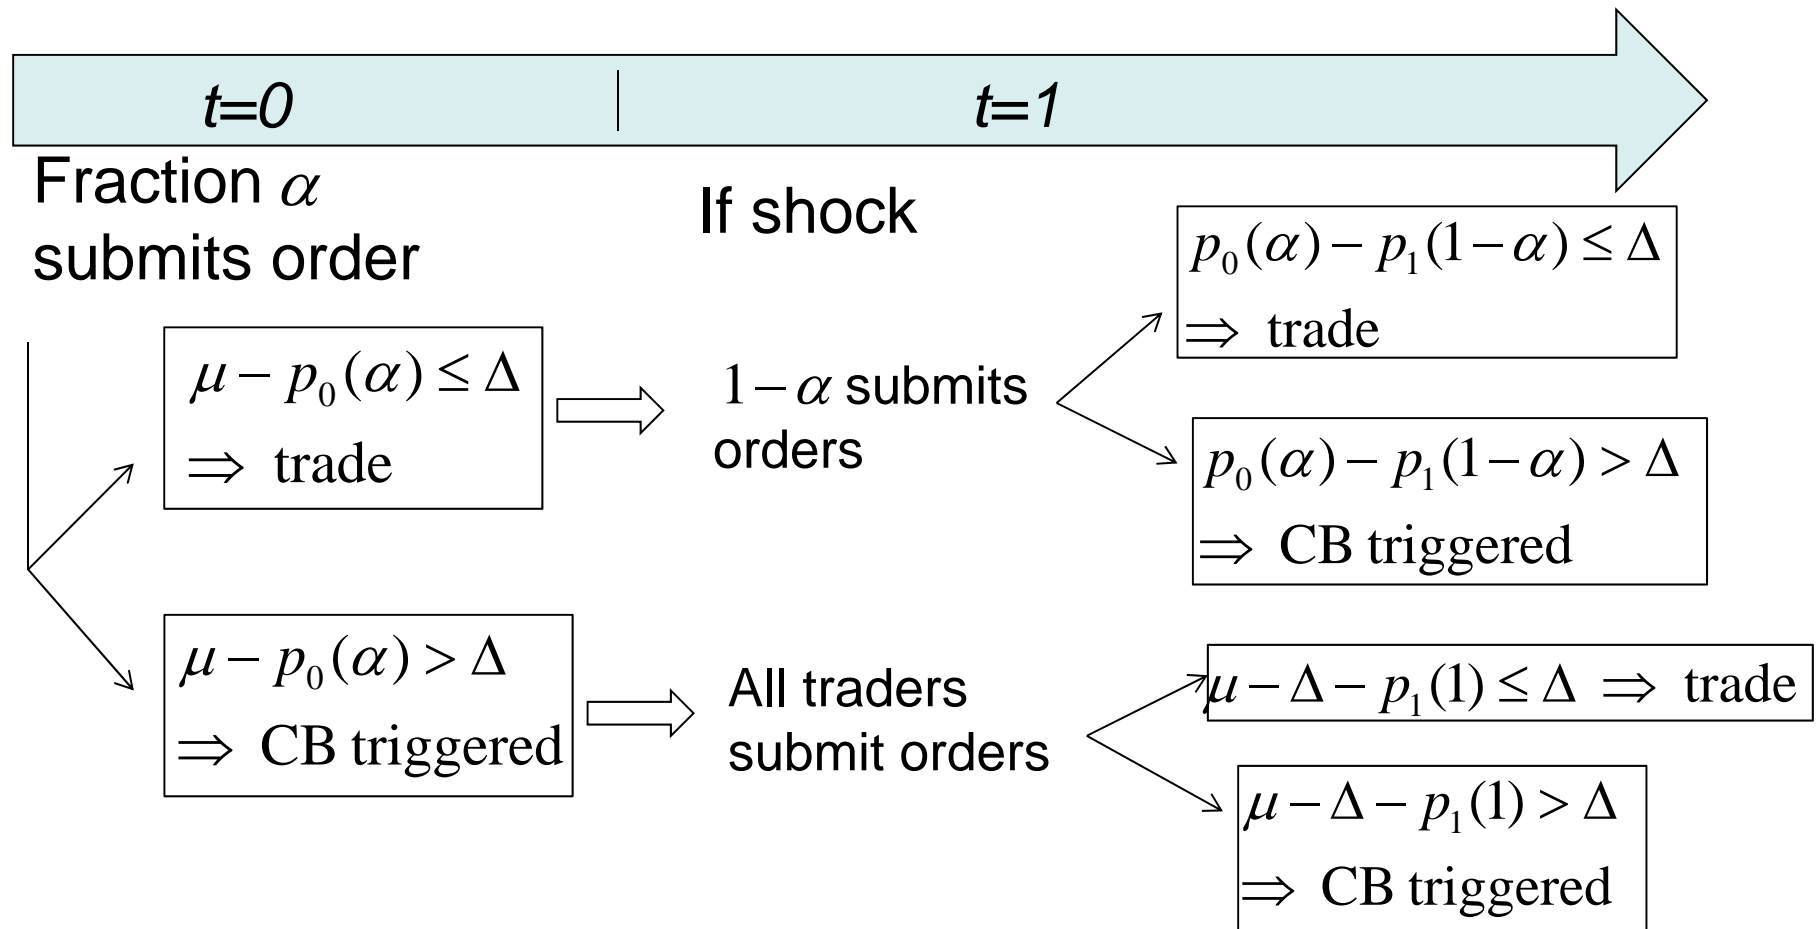 t=0
t=1
Fraction α
submits order
If shock
p₀(α) − p₁(1−α) ≤ Δ
⇒ trade
μ − p₀(α) ≤ Δ
⇒ trade
1−α submits
orders
p₀(α) − p₁(1−α) > Δ
⇒ CB triggered
μ − p₀(α) > Δ
⇒ CB triggered
All traders
submit orders
μ − Δ − p₁(1) ≤ Δ ⇒ trade
μ − Δ − p₁(1) > Δ
⇒ CB triggered